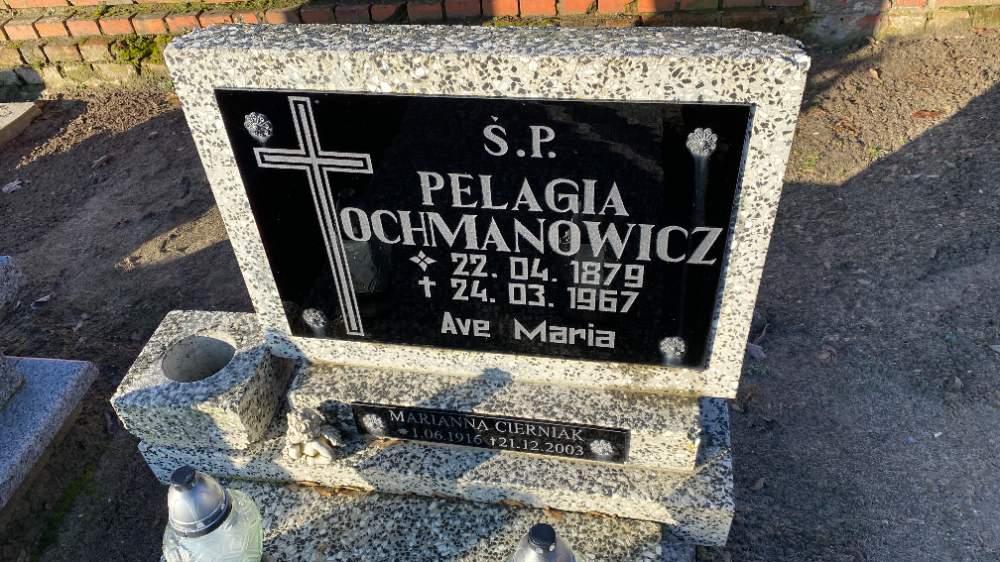 Ś.P.
PELAGIA
OCHMANOWICZ
22. 04. 1879
✝ 24. 03. 1967
Ave Maria
MARIANNA CIERNIAK
* 1.06.1916 ✝21.12.2003